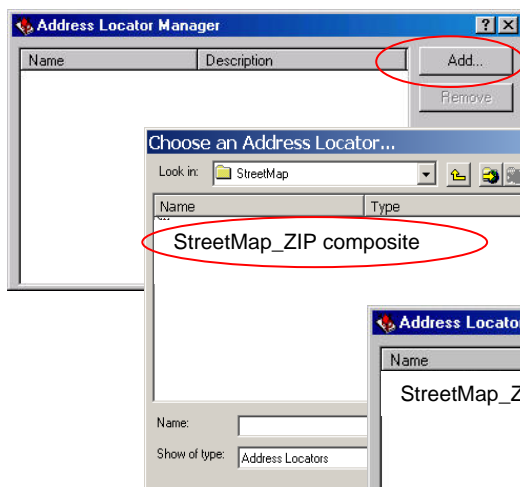 Address Locator Manager
Name Description Add...
Remove
Choose an Address Locator...
Look in: StreetMap
Name Type
StreetMap_ZIP composite
Address Locator
Name
StreetMap_Z
Name:
Show of type: Address Locators